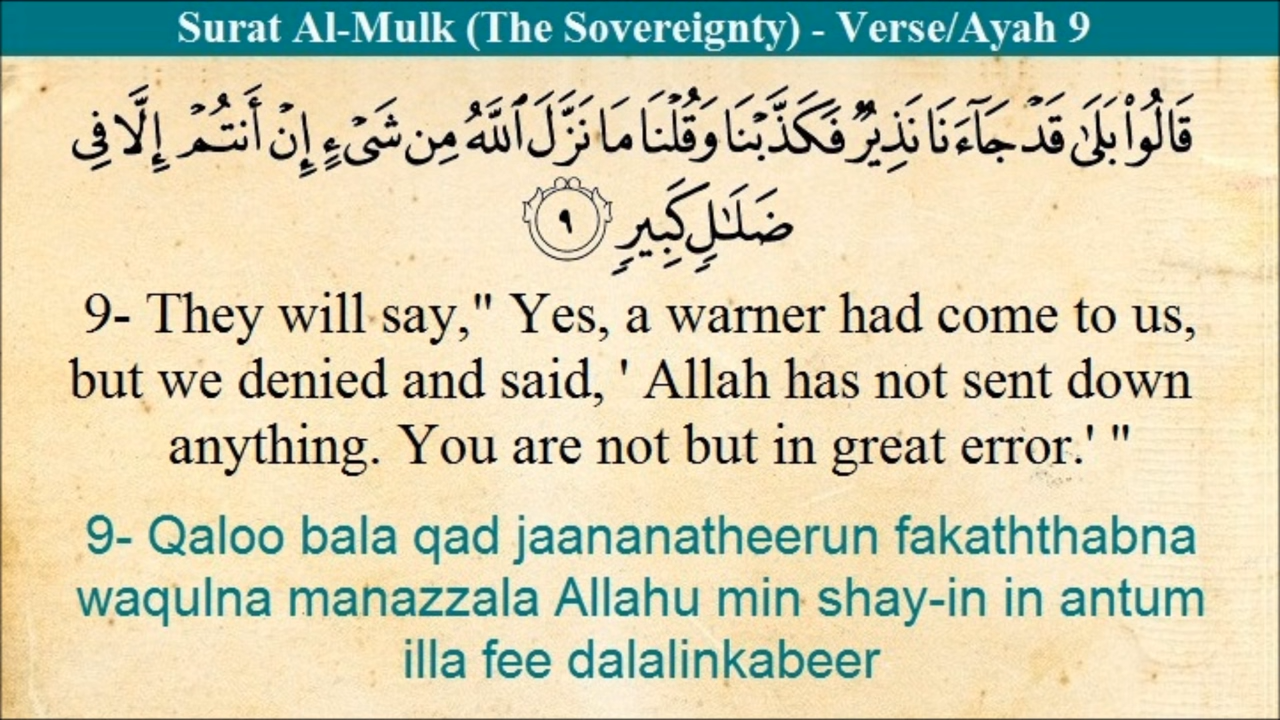 Surat Al-Mulk (The Sovereignty) - Verse/Ayah 9
قَالُوا۟ بَلَىٰ قَدْ جَآءَنَا نَذِيرٌ فَكَذَّبْنَا وَقُلْنَا مَا نَزَّلَ ٱللَّهُ مِن شَىْءٍ إِنْ أَنتُمْ إِلَّا فِى
ضَلَـٰلٍ كَبِيرٍ ٩
9- They will say," Yes, a warner had come to us,
but we denied and said, ' Allah has not sent down
anything. You are not but in great error.' "
9- Qaloo bala qad jaananatheerun fakaththabna
waqulna manazzala Allahu min shay-in in antum
illa fee dalalinkabeer